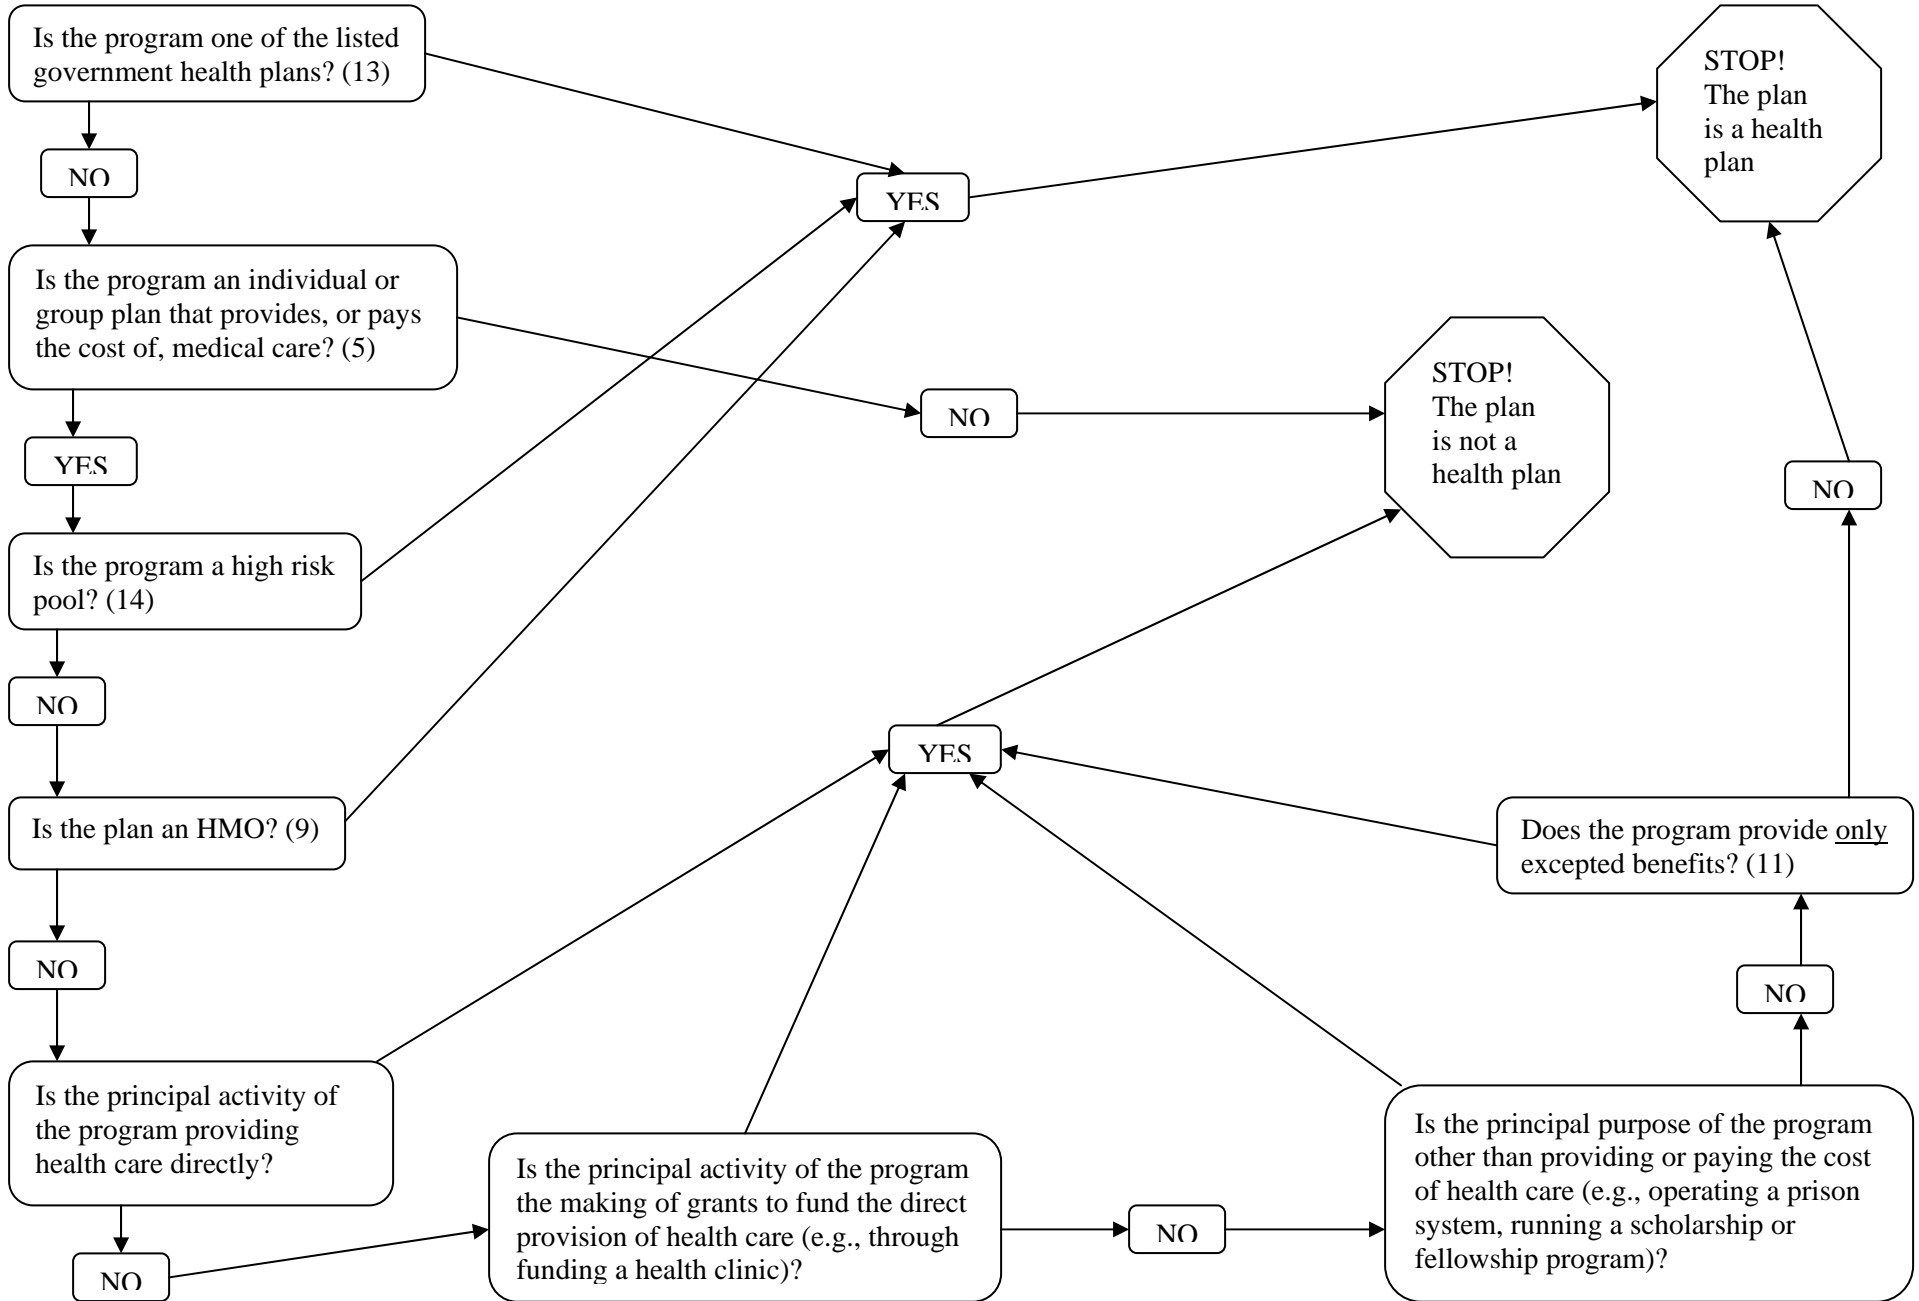 Is the program one of the listed
government health plans? (13)
NO
Is the program an individual or
group plan that provides, or pays
the cost of, medical care? (5)
YES
Is the program a high risk
pool? (14)
NO
Is the plan an HMO? (9)
NO
Is the principal activity of
the program providing
health care directly?
NO
Is the principal activity of the program
the making of grants to fund the direct
provision of health care (e.g., through
funding a health clinic)?
NO
Is the principal purpose of the program
other than providing or paying the cost
of health care (e.g., operating a prison
system, running a scholarship or
fellowship program)?
NO
Does the program provide only
excepted benefits? (11)
NO
YES
STOP!
The plan
is a health
plan
NO
YES
STOP!
The plan
is not a
health plan